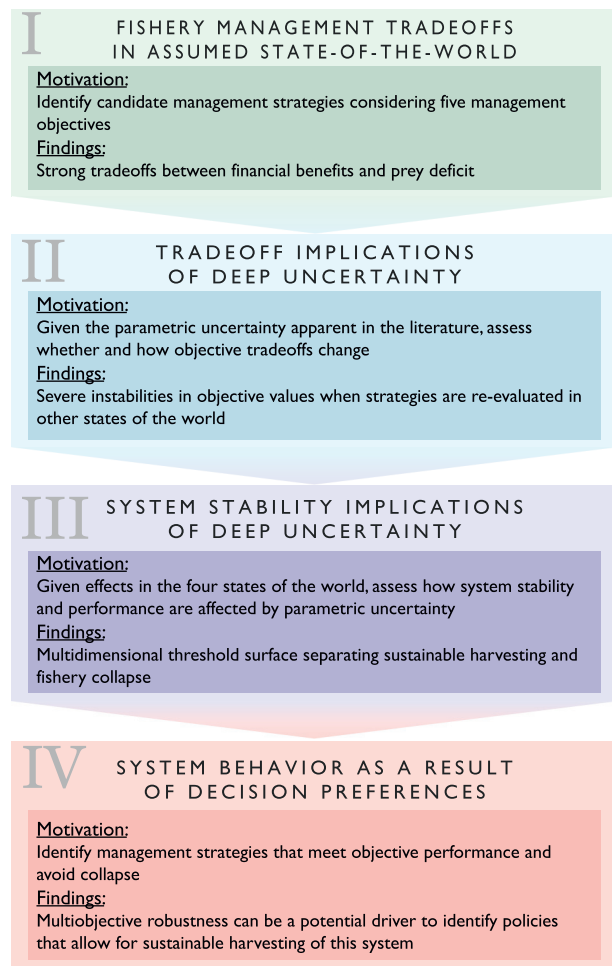 I
FISHERY MANAGEMENT TRADEOFFS
IN ASSUMED STATE-OF-THE-WORLD
Motivation:
Identify candidate management strategies considering five management
objectives
Findings:
Strong tradeoffs between financial benefits and prey deficit
II
TRADEOFF IMPLICATIONS
OF DEEP UNCERTAINTY
Motivation:
Given the parametric uncertainty apparent in the literature, assess
whether and how objective tradeoffs change
Findings:
Severe instabilities in objective values when strategies are re-evaluated in
other states of the world
III
SYSTEM STABILITY IMPLICATIONS
OF DEEP UNCERTAINTY
Motivation:
Given effects in the four states of the world, assess how system stability
and performance are affected by parametric uncertainty
Findings:
Multidimensional threshold surface separating sustainable harvesting and
fishery collapse
IV
SYSTEM BEHAVIOR AS A RESULT
OF DECISION PREFERENCES
Motivation:
Identify management strategies that meet objective performance and
avoid collapse
Findings:
Multiobjective robustness can be a potential driver to identify policies
that allow for sustainable harvesting of this system